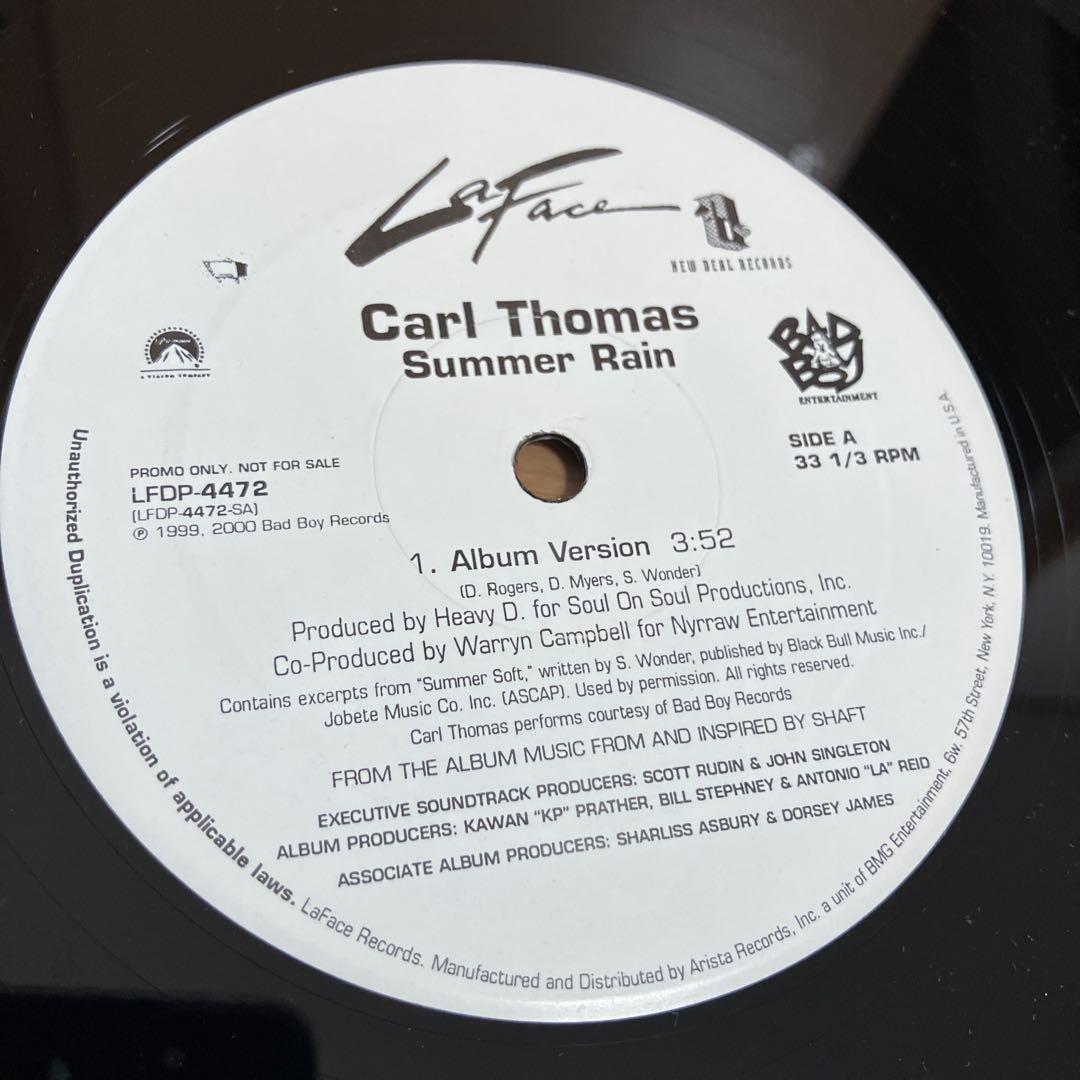 LaFace
NEW DEAL RECORDS
Carl Thomas
Summer Rain
Paramount
A VIACOM COMPANY
BAD BOY
ENTERTAINMENT
SIDE A
33 1/3 RPM
PROMO ONLY. NOT FOR SALE
LFDP-4472
(LFDP-4472-SA)
℗ 1999, 2000 Bad Boy Records
1. Album Version 3:52
(D. Rogers, D. Myers, S. Wonder)
Produced by Heavy D. for Soul On Soul Productions, Inc.
Co-Produced by Warryn Campbell for Nyrraw Entertainment
Contains excerpts from "Summer Soft," written by S. Wonder, published by Black Bull Music Inc./
Jobete Music Co. Inc. (ASCAP). Used by permission. All rights reserved.
Carl Thomas performs courtesy of Bad Boy Records
FROM THE ALBUM MUSIC FROM AND INSPIRED BY SHAFT
EXECUTIVE SOUNDTRACK PRODUCERS: SCOTT RUDIN & JOHN SINGLETON
ALBUM PRODUCERS: KAWAN "KP" PRATHER, BILL STEPHNEY & ANTONIO "LA" REID
ASSOCIATE ALBUM PRODUCERS: SHARLISS ASBURY & DORSEY JAMES
Unauthorized Duplication is a violation of applicable laws. LaFace Records. Manufactured and Distributed by Arista Records, Inc. a unit of BMG Entertainment, 6w. 57th Street, New York, N.Y. 10019. Manufactured in U.S.A.